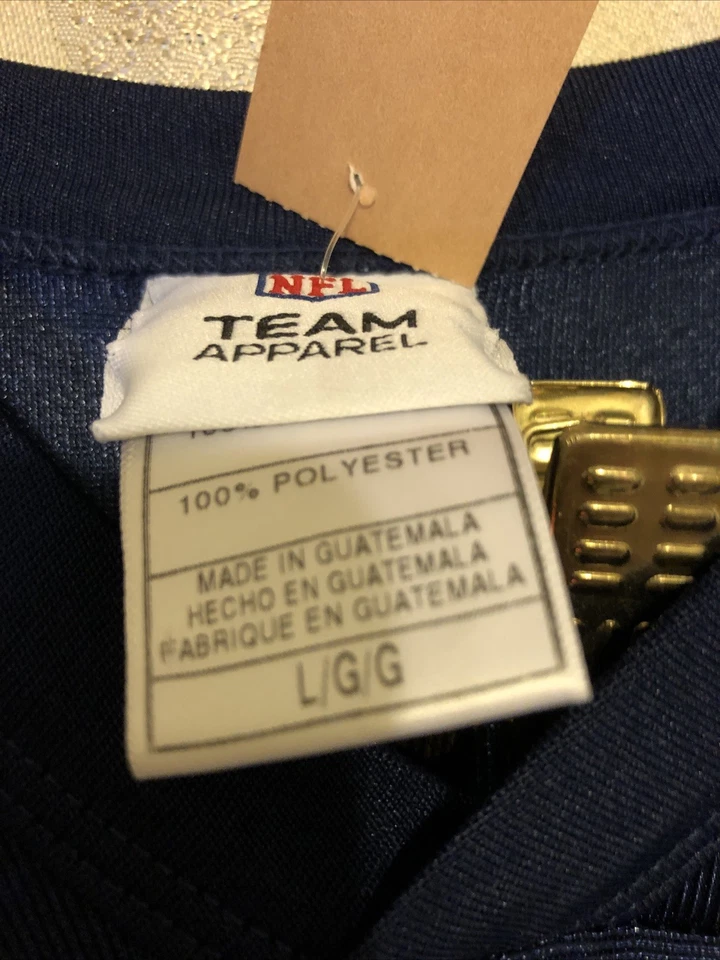 NFL
TEAM
APPAREL
100% POLYESTER
MADE IN GUATEMALA
HECHO EN GUATEMALA
FABRIQUE EN GUATEMALA
L/G/G